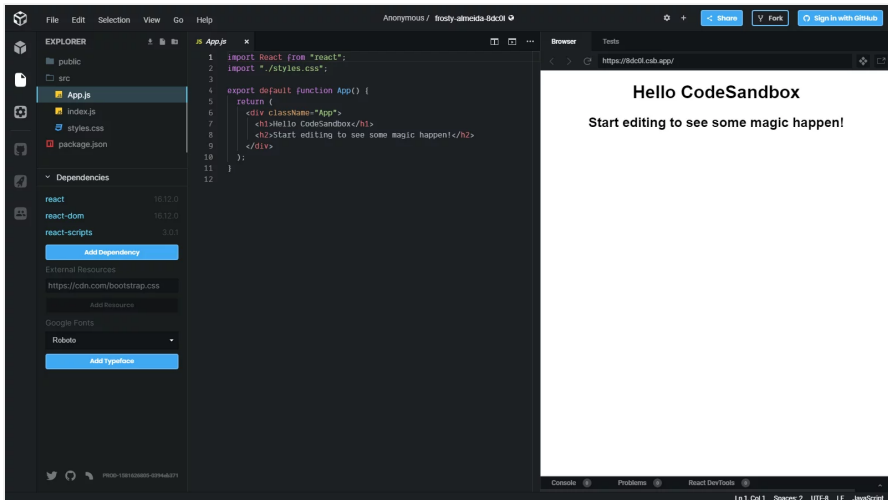 File Edit Selection View Go Help
Anonymous / frosty-almeida-8dc0l
Share
Fork
Sign in with GitHub
EXPLORER
public
src
App.js
index.js
styles.css
package.json
Dependencies
react 16.12.0
react-dom 16.12.0
react-scripts 3.0.1
Add Dependency
External Resources
https://cdn.com/bootstrap.css
Add Resource
Google Fonts
Roboto
Add Typeface
JS App.js
1 import React from "react";
2 import "./styles.css";
3
4 export default function App() {
5 return (
6 <div className="App">
7 <h1>Hello CodeSandbox</h1>
8 <h2>Start editing to see some magic happen!</h2>
9 </div>
10 );
11 }
12
Browser Tests
https://8dc0l.csb.app/
Hello CodeSandbox
Start editing to see some magic happen!
Console 0 Problems 0 React DevTools 0
Ln 1, Col 1 Spaces: 2 UTF-8 LF JavaScript